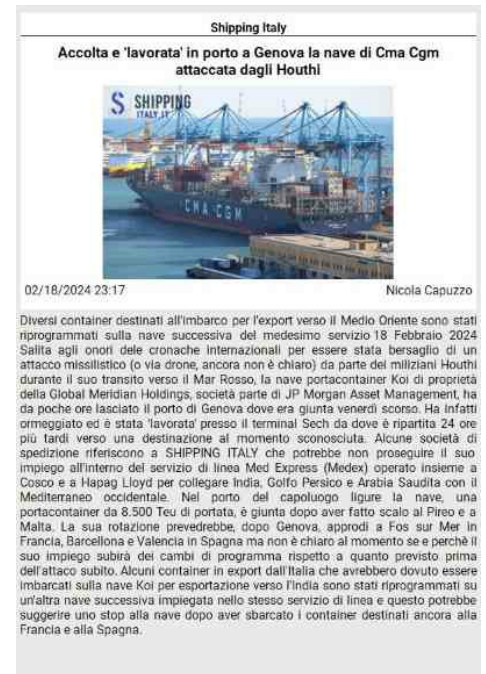 Shipping Italy
Accolta e 'lavorata' in porto a Genova la nave di Cma Cgm
attaccata dagli Houthi
S SHIPPING
ITALY.IT
CMA CGM
02/18/2024 23:17
Nicola Capuzzo
Diversi container destinati all'imbarco per l'export verso il Medio Oriente sono stati
riprogrammati sulla nave successiva del medesimo servizio 18 Febbraio 2024
Salita agli onori delle cronache internazionali per essere stata bersaglio di un
attacco missilistico (o via drone, ancora non è chiaro) da parte dei miliziani Houthi
durante il suo transito verso il Mar Rosso, la nave portacontainer Koi di proprietà
della Global Meridian Holdings, società parte di JP Morgan Asset Management, ha
da poche ore lasciato il porto di Genova dove era giunta venerdì scorso. Ha infatti
ormeggiato ed è stata 'lavorata' presso il terminal Sech da dove è ripartita 24 ore
più tardi verso una destinazione al momento sconosciuta. Alcune società di
spedizione riferiscono a SHIPPING ITALY che potrebbe non proseguire il suo
impiego all'interno del servizio di linea Med Express (Medex) operato insieme a
Cosco e a Hapag Lloyd per collegare India, Golfo Persico e Arabia Saudita con il
Mediterraneo occidentale. Nel porto del capoluogo ligure la nave, una
portacontainer da 8.500 Teu di portata, è giunta dopo aver fatto scalo al Pireo e a
Malta. La sua rotazione prevedrebbe, dopo Genova, approdi a Fos sur Mer in
Francia, Barcellona e Valencia in Spagna ma non è chiaro al momento se e perchè il
suo impiego subirà dei cambi di programma rispetto a quanto previsto prima
dell'attaco subito. Alcuni container in export dall'Italia che avrebbero dovuto essere
imbarcati sulla nave Koi per esportazione verso l'India sono stati riprogrammati su
un'altra nave successiva impiegata nello stesso servizio di linea e questo potrebbe
suggerire uno stop alla nave dopo aver sbarcato i container destinati ancora alla
Francia e alla Spagna.